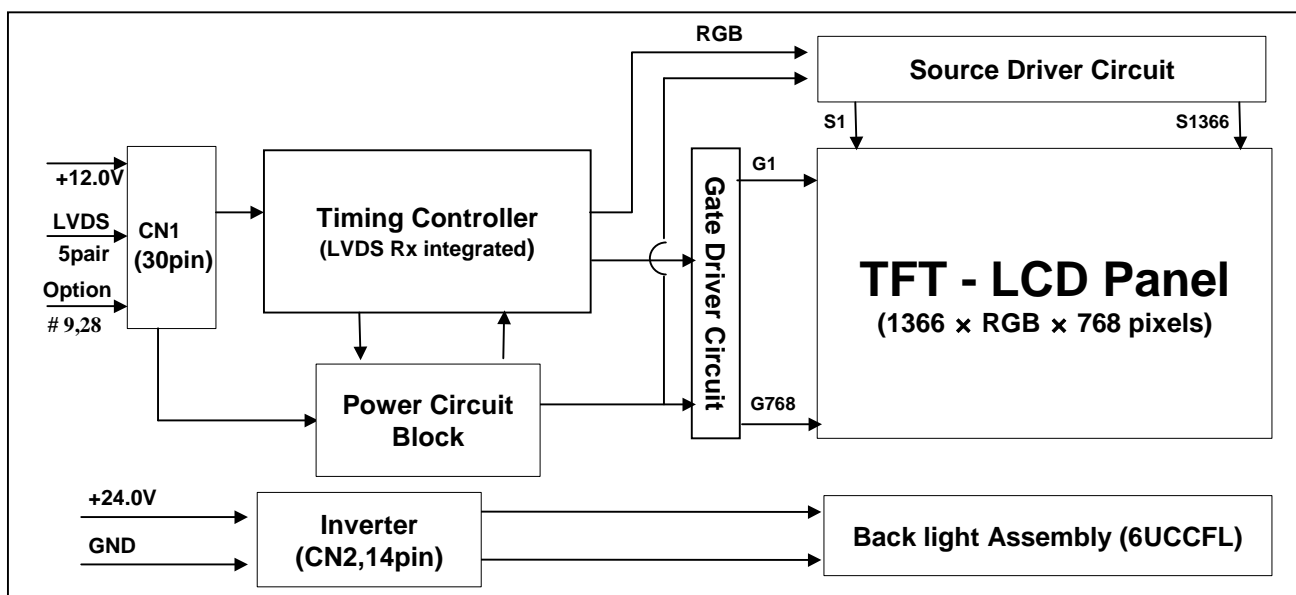 RGB
Source Driver Circuit
S1
S1366
+12.0V
LVDS
5pair
Option
# 9,28
CN1
(30pin)
Timing Controller
(LVDS Rx integrated)
Power Circuit
Block
Gate Driver Circuit
G1
G768
TFT - LCD Panel
(1366 × RGB × 768 pixels)
+24.0V
GND
Inverter
(CN2,14pin)
Back light Assembly (6UCCFL)